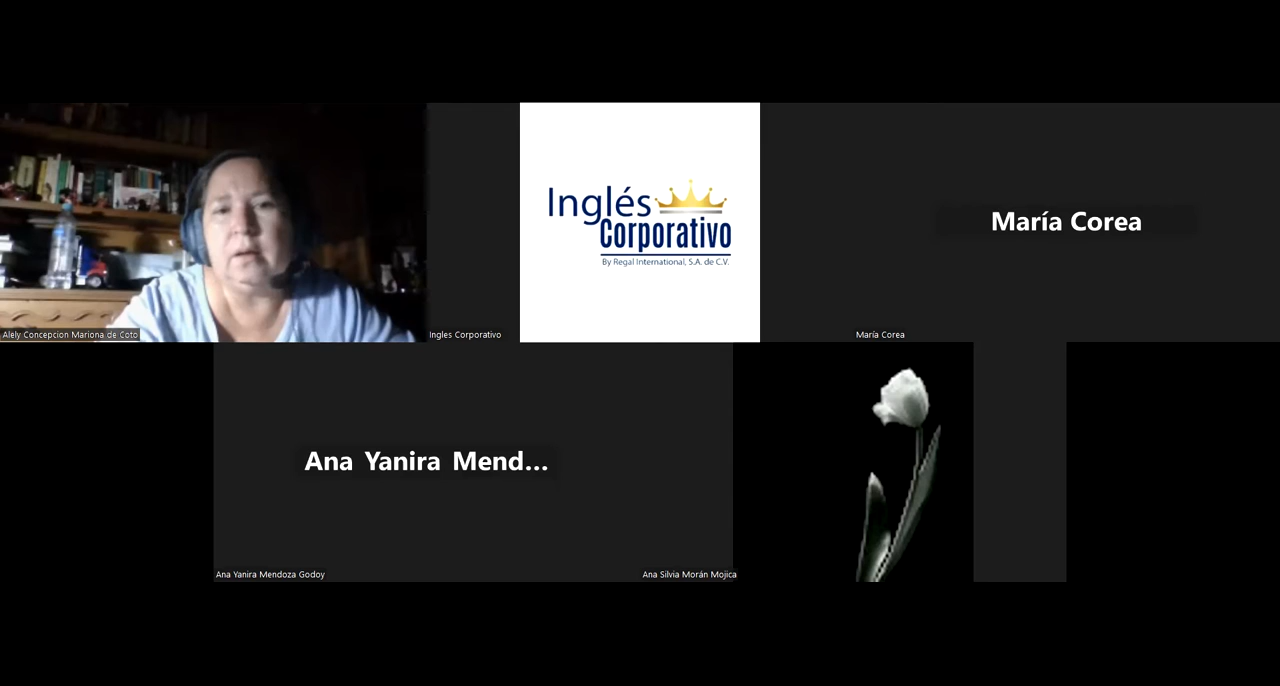 Inglés
Corporativo
By Regal International, S.A. de C.V.
María Corea
Alely Concepcion Mariona de Coto
Ingles Corporativo
María Corea
Ana Yanira Mend...
Ana Yanira Mendoza Godoy
Ana Silvia Morán Mojica